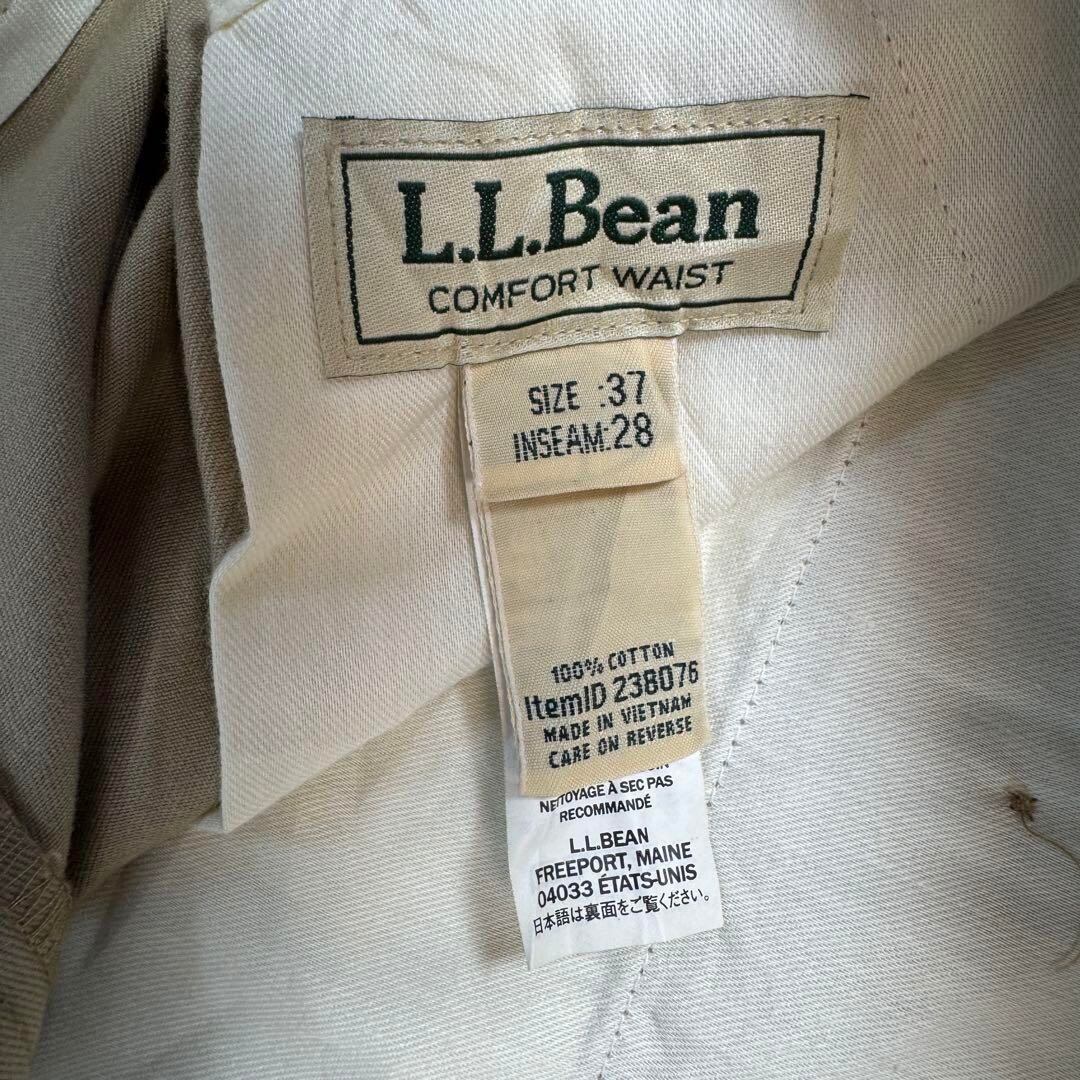 L.L.Bean
COMFORT WAIST
SIZE :37
INSEAM:28
100% COTTON
ItemID 238076
MADE IN VIETNAM
CARE ON REVERSE
NETTOYAGE À SEC PAS
RECOMMANDÉ
L.L.BEAN
FREEPORT, MAINE
04033 ÉTATS-UNIS
日本語は裏面をご覧ください。